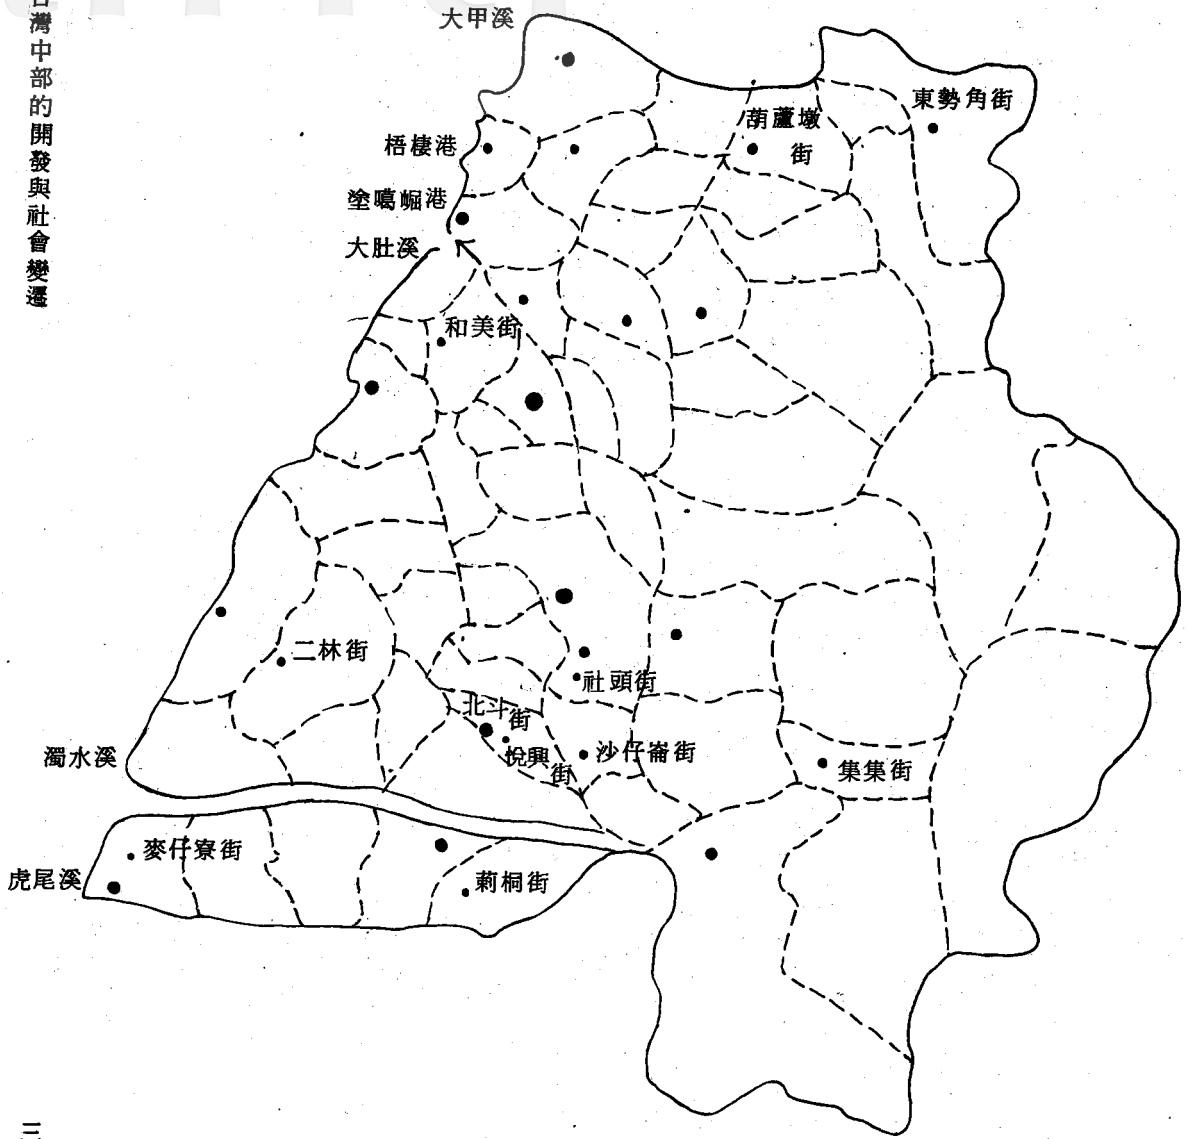 台灣中部的開發與社會變遷
大甲溪
東勢角街
葫蘆墩
街
梧棲港
塗葛堀港
大肚溪
和美街
二林街
社頭街
北斗
街
悅興
街
沙仔崙街
濁水溪
集集街
麥仔寮街
虎尾溪
莿桐街
三